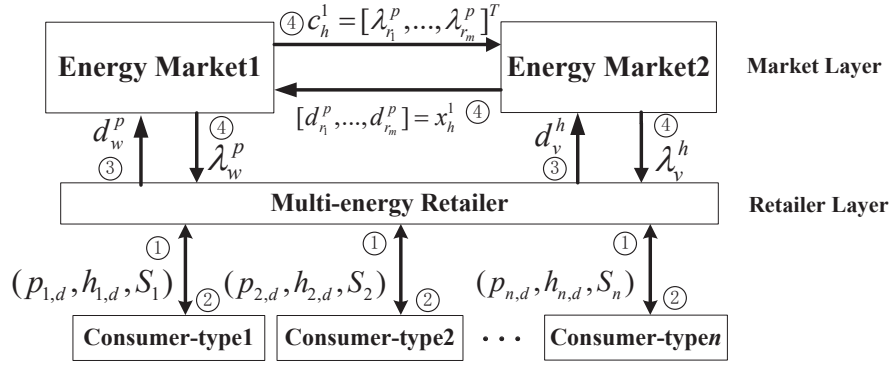 ④ c_h^1 = [λ_{r_1}^p,...,λ_{r_m}^p]^T
Energy Market1
Energy Market2
Market Layer
[d_{r_1}^p,...,d_{r_m}^p] = x_h^1 ④
d_w^p
④
d_v^h
④
③
λ_w^p
③
λ_v^h
Multi-energy Retailer
Retailer Layer
① ① ①
(p_{1,d}, h_{1,d}, S_1) (p_{2,d}, h_{2,d}, S_2) (p_{n,d}, h_{n,d}, S_n)
② ② ②
Consumer-type1
Consumer-type2
· · ·
Consumer-typen